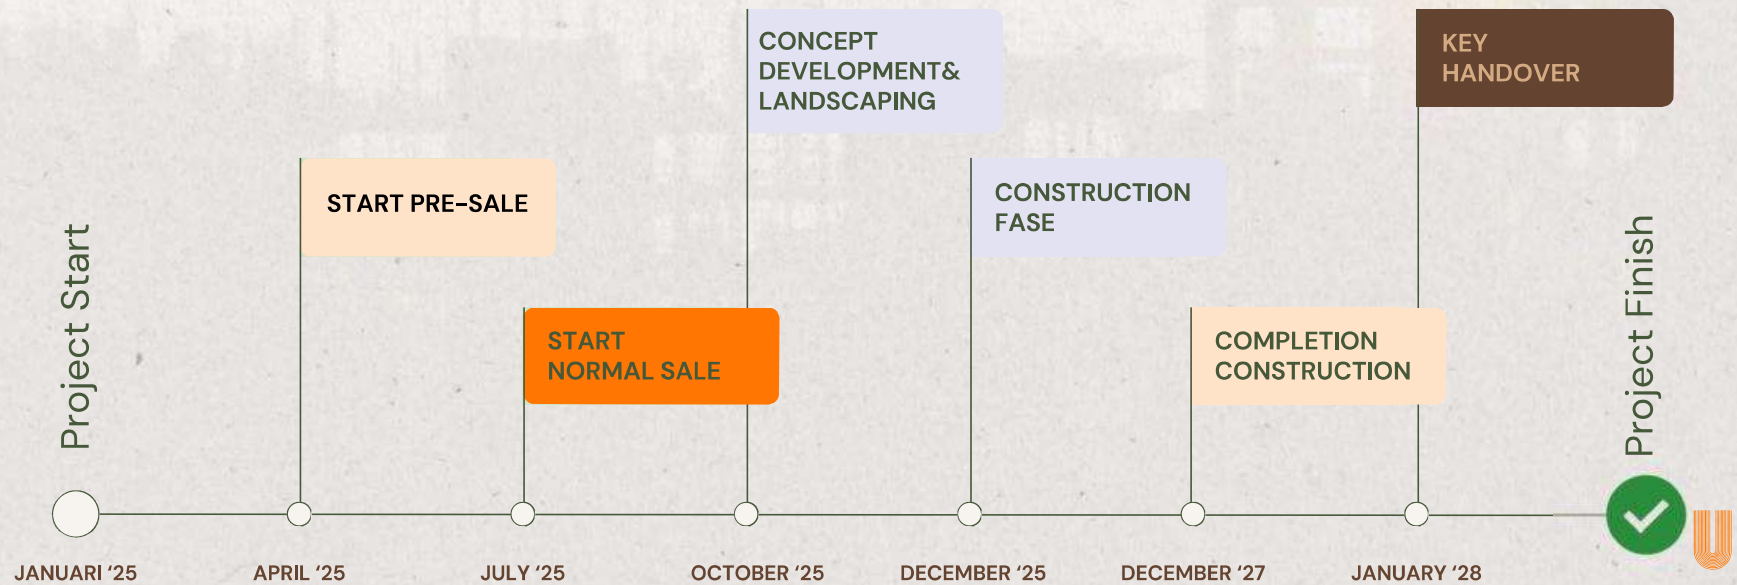 Project Start
START PRE-SALE
START
NORMAL SALE
CONCEPT
DEVELOPMENT&
LANDSCAPING
CONSTRUCTION
FASE
COMPLETION
CONSTRUCTION
KEY
HANDOVER
Project Finish
JANUARI ‘25
APRIL ‘25
JULY ‘25
OCTOBER ‘25
DECEMBER ‘25
DECEMBER ‘27
JANUARY ‘28